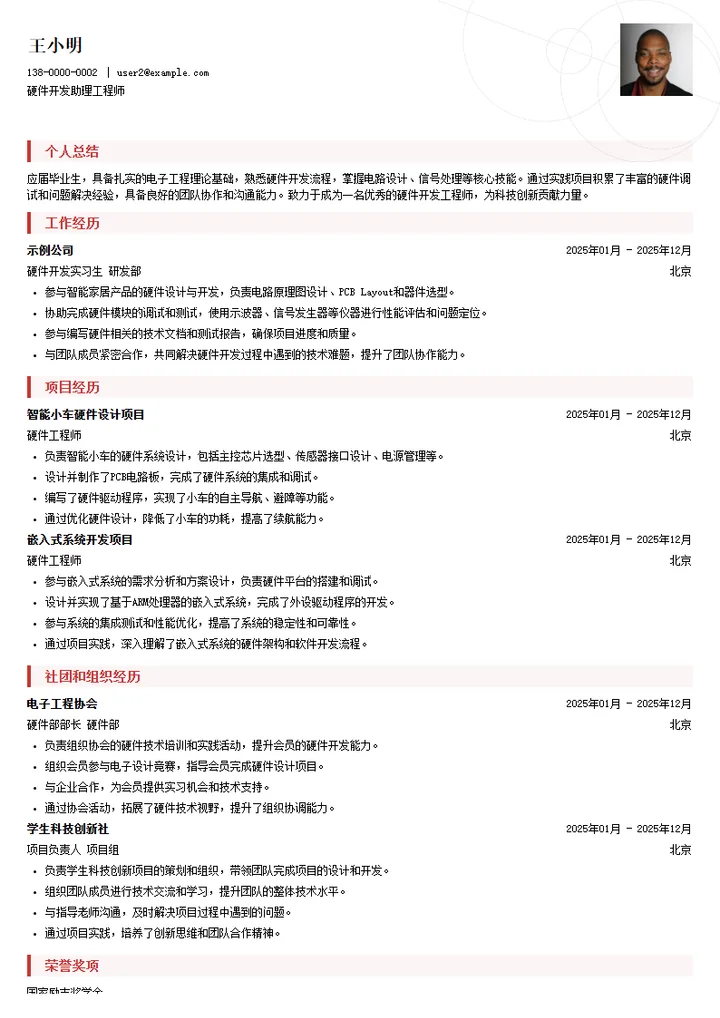 王小明
138-0000-0002 | user2@example.com
硬件开发助理工程师
个人总结
应届毕业生，具备扎实的电子工程理论基础，熟悉硬件开发流程，掌握电路设计、信号处理等核心技能。通过实践项目积累了丰富的硬件调
试和问题解决经验，具备良好的团队协作和沟通能力。致力于成为一名优秀的硬件开发工程师，为科技创新贡献力量。
工作经历
示例公司 2025年01月 - 2025年12月
硬件开发实习生 研发部 北京
• 参与智能家居产品的硬件设计与开发，负责电路原理图设计、PCB Layout和器件选型。
• 协助完成硬件模块的调试和测试，使用示波器、信号发生器等仪器进行性能评估和问题定位。
• 参与编写硬件相关的技术文档和测试报告，确保项目进度和质量。
• 与团队成员紧密合作，共同解决硬件开发过程中遇到的技术难题，提升了团队协作能力。
项目经历
智能小车硬件设计项目 2025年01月 - 2025年12月
硬件工程师 北京
• 负责智能小车的硬件系统设计，包括主控芯片选型、传感器接口设计、电源管理等。
• 设计并制作了PCB电路板，完成了硬件系统的集成和调试。
• 编写了硬件驱动程序，实现了小车的自主导航、避障等功能。
• 通过优化硬件设计，降低了小车的功耗，提高了续航能力。
嵌入式系统开发项目 2025年01月 - 2025年12月
硬件工程师 北京
• 参与嵌入式系统的需求分析和方案设计，负责硬件平台的搭建和调试。
• 设计并实现了基于ARM处理器的嵌入式系统，完成了外设驱动程序的开发。
• 参与系统的集成测试和性能优化，提高了系统的稳定性和可靠性。
• 通过项目实践，深入理解了嵌入式系统的硬件架构和软件开发流程。
社团和组织经历
电子工程协会 2025年01月 - 2025年12月
硬件部部长 硬件部 北京
• 负责组织协会的硬件技术培训和实践活动，提升会员的硬件开发能力。
• 组织会员参与电子设计竞赛，指导会员完成硬件设计项目。
• 与企业合作，为会员提供实习机会和技术支持。
• 通过协会活动，拓展了硬件技术视野，提升了组织协调能力。
学生科技创新社 2025年01月 - 2025年12月
项目负责人 项目组 北京
• 负责学生科技创新项目的策划和组织，带领团队完成项目的设计和开发。
• 组织团队成员进行技术交流和学习，提升团队的整体技术水平。
• 与指导老师沟通，及时解决项目过程中遇到的问题。
• 通过项目实践，培养了创新思维和团队合作精神。
荣誉奖项
国家励志奖学金